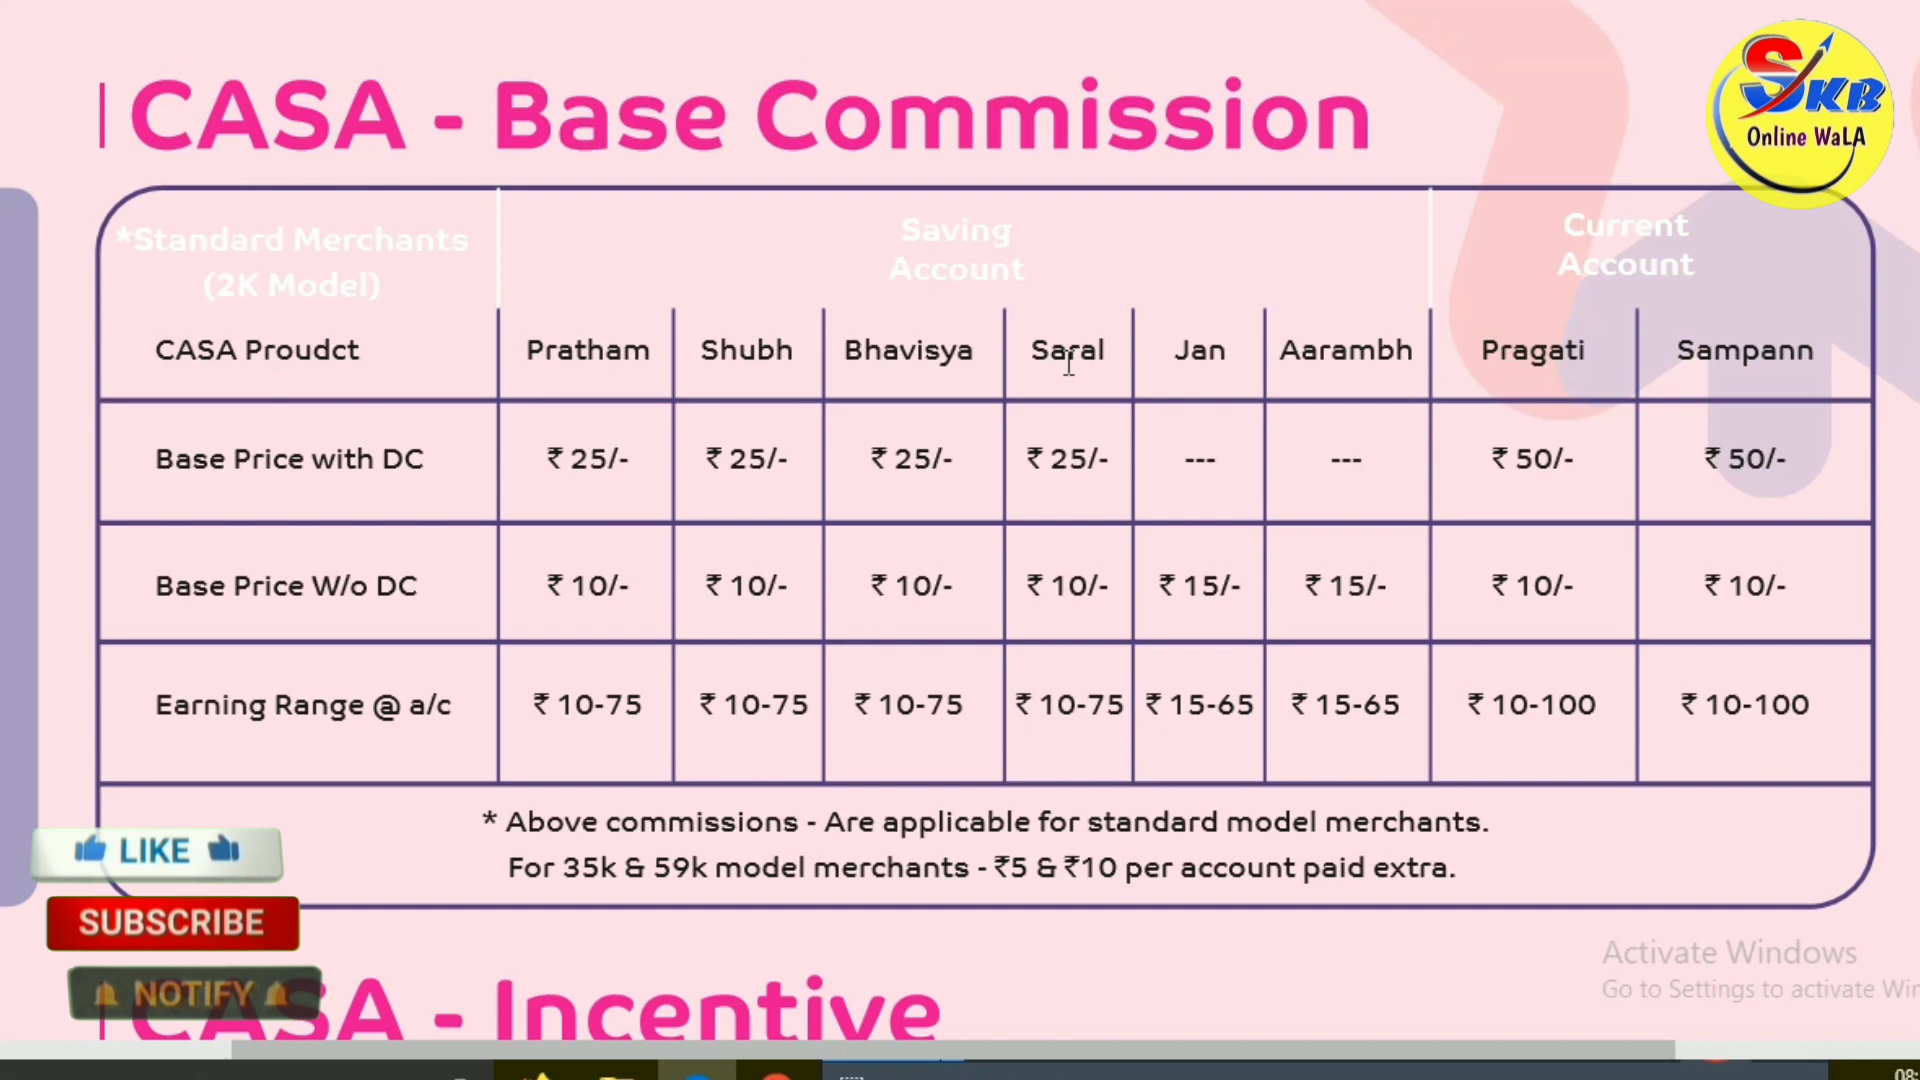 CASA - Base Commission
SKB
Online WaLA
*Standard Merchants
(2K Model)
Saving
Account
Current
Account
CASA Proudct
Pratham
Shubh
Bhavisya
Saral
Jan
Aarambh
Pragati
Sampann
Base Price with DC
₹ 25/-
₹ 25/-
₹ 25/-
₹ 25/-
---
---
₹ 50/-
₹ 50/-
Base Price W/o DC
₹ 10/-
₹ 10/-
₹ 10/-
₹ 10/-
₹ 15/-
₹ 15/-
₹ 10/-
₹ 10/-
Earning Range @ a/c
₹ 10-75
₹ 10-75
₹ 10-75
₹ 10-75
₹ 15-65
₹ 15-65
₹ 10-100
₹ 10-100
* Above commissions - Are applicable for standard model merchants.
For 35k & 59k model merchants - ₹5 & ₹10 per account paid extra.
LIKE
SUBSCRIBE
NOTIFY
Activate Windows
Go to Settings to activate Win
CASA - Incentive
08: